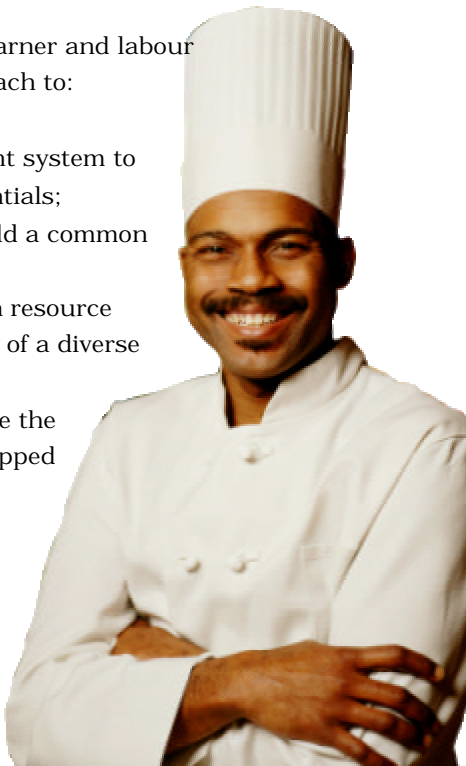 arner and labour
ach to:
nt system to
ntials;
ld a common
n resource
of a diverse
e the
pped